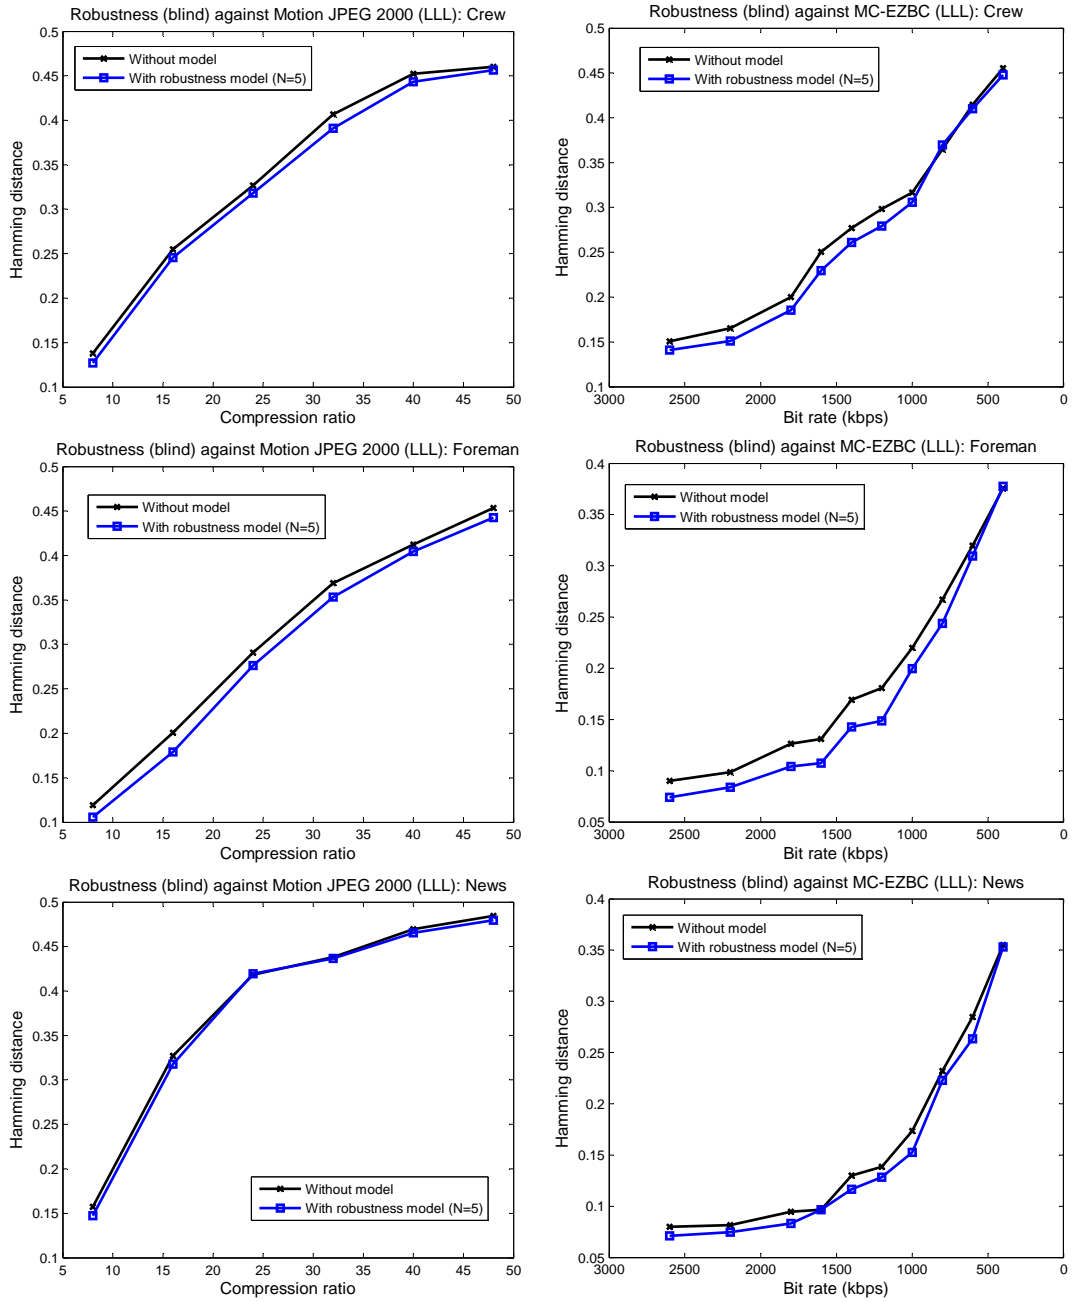 Robustness (blind) against Motion JPEG 2000 (LLL): Crew
0.5
0.45
0.4
0.35
0.3
0.25
0.2
0.15
0.1
Hamming distance
Without model
With robustness model (N=5)
5 10 15 20 25 30 35 40 45 50
Compression ratio
Robustness (blind) against MC-EZBC (LLL): Crew
0.5
0.45
0.4
0.35
0.3
0.25
0.2
0.15
0.1
Hamming distance
Without model
With robustness model (N=5)
3000 2500 2000 1500 1000 500 0
Bit rate (kbps)
Robustness (blind) against Motion JPEG 2000 (LLL): Foreman
0.5
0.45
0.4
0.35
0.3
0.25
0.2
0.15
0.1
Hamming distance
Without model
With robustness model (N=5)
5 10 15 20 25 30 35 40 45 50
Compression ratio
Robustness (blind) against MC-EZBC (LLL): Foreman
0.4
0.35
0.3
0.25
0.2
0.15
0.1
0.05
Hamming distance
Without model
With robustness model (N=5)
3000 2500 2000 1500 1000 500 0
Bit rate (kbps)
Robustness (blind) against Motion JPEG 2000 (LLL): News
0.5
0.45
0.4
0.35
0.3
0.25
0.2
0.15
0.1
Hamming distance
Without model
With robustness model (N=5)
5 10 15 20 25 30 35 40 45 50
Compression ratio
Robustness (blind) against MC-EZBC (LLL): News
0.4
0.35
0.3
0.25
0.2
0.15
0.1
0.05
Hamming distance
Without model
With robustness model (N=5)
3000 2500 2000 1500 1000 500 0
Bit rate (kbps)